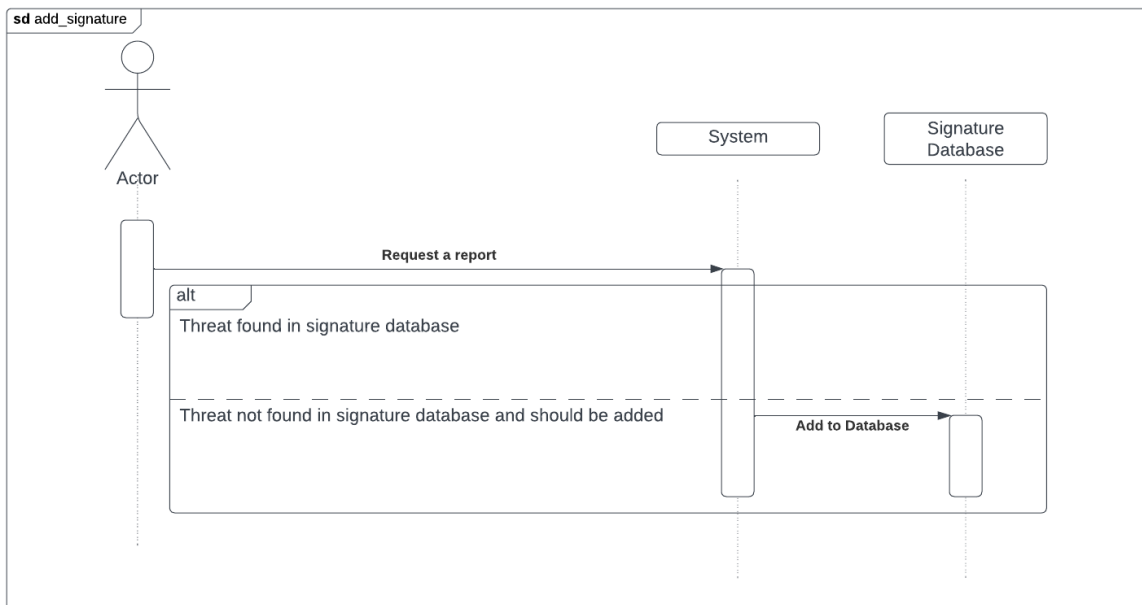 sd add_signature
Actor
System
Signature
Database
Request a report
alt
Threat found in signature database
Threat not found in signature database and should be added
Add to Database